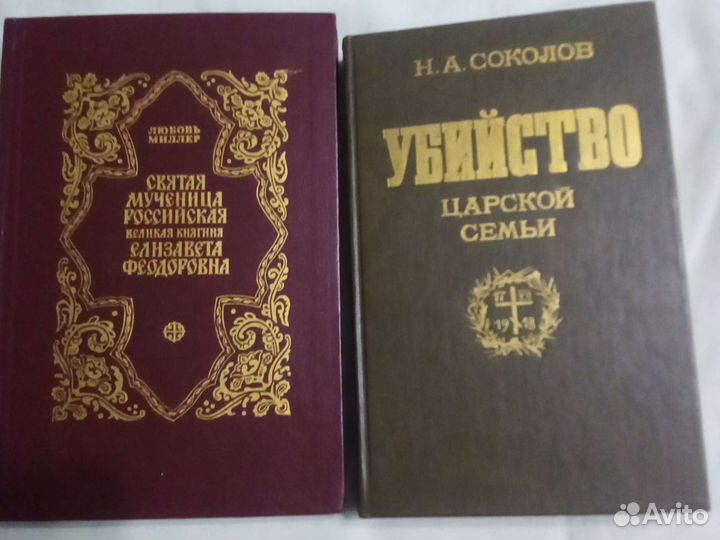 ЛЮБОВЬ
МИЛЛЕР
СВЯТАЯ
МУЧЕНИЦА
РОССИЙСКАЯ
ВЕЛИКАЯ КНЯГИНЯ
ЕЛИЗАВЕТА
ФЕОДОРОВНА
Н. А. СОКОЛОВ
УБИЙСТВО
ЦАРСКОЙ
СЕМЬИ
19 18
Avito